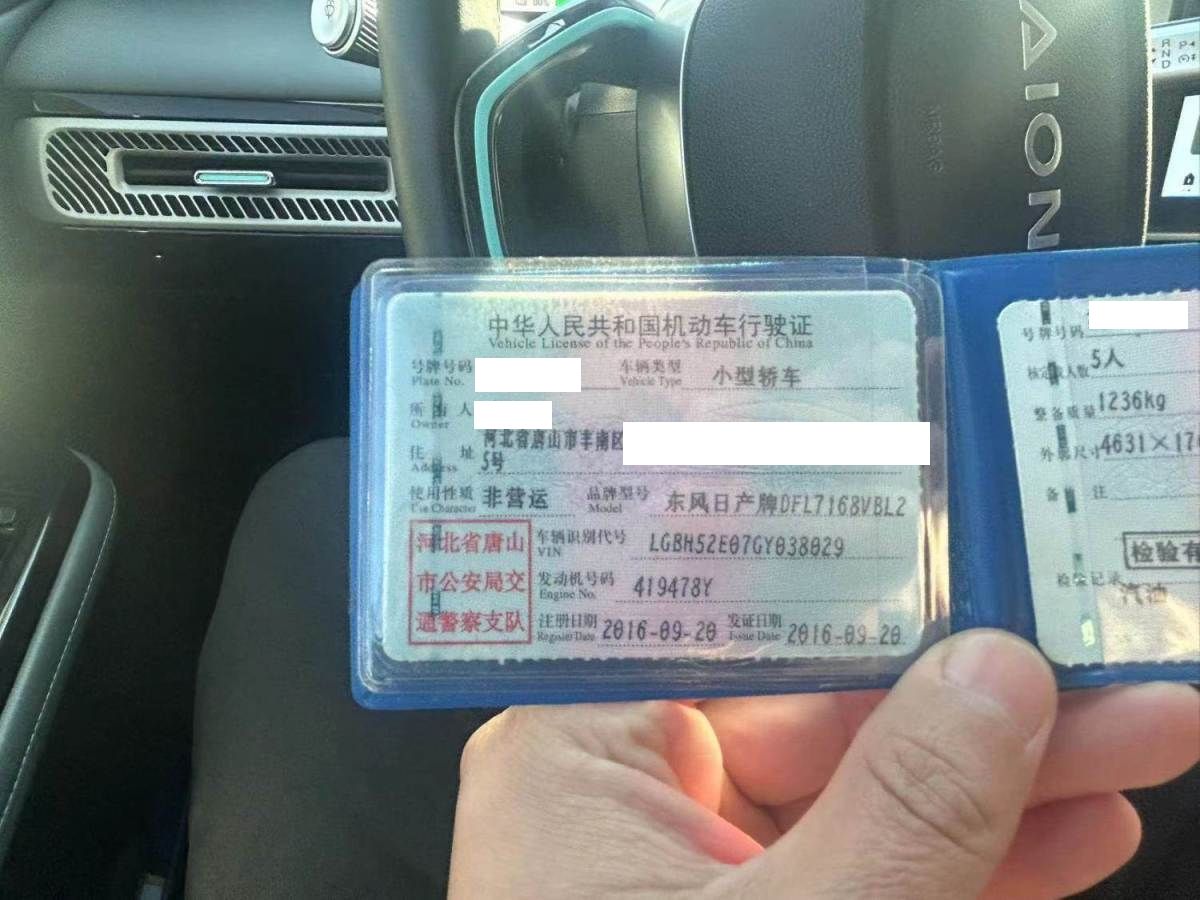 AION
AIRBAG
中华人民共和国机动车行驶证
Vehicle License of the People's Republic of China
号牌号码
Plate No.
车辆类型 小型轿车
Vehicle Type
所有人
Owner
住址 河北省唐山市丰南区
Address 5号
使用性质 非营运 品牌型号 东风日产牌DFL7168VBL2
Use Character Model
河北省唐山
市公安局交
通警察支队
车辆识别代号 LGBH52E07GY038029
VIN
发动机号码 419478Y
Engine No.
注册日期 2016-09-20 发证日期 2016-09-20
Register Date Issue Date
号牌号码
核定载人数 5人
整备质量 1236kg
外廓尺寸 4631×17
备注
检验有
检验记录
汽油